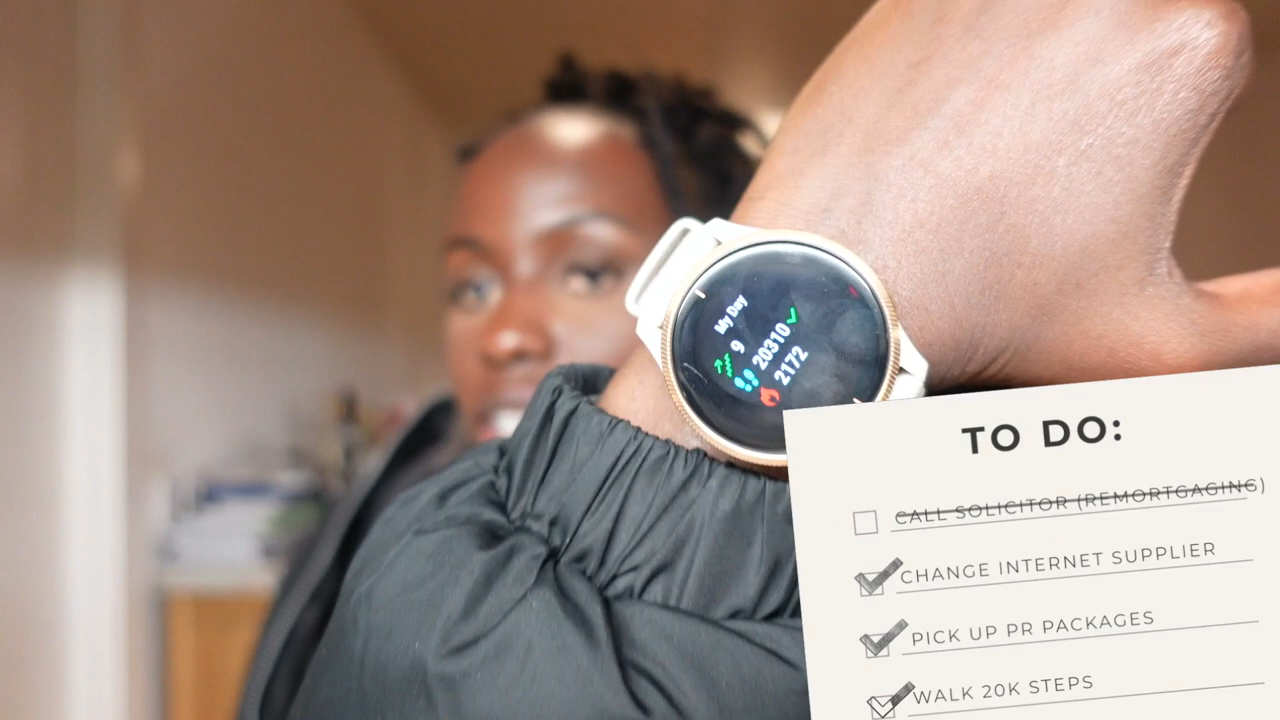 My Day
9
20310
2172
TO DO:
CALL SOLICITOR (REMORTGAGING)
CHANGE INTERNET SUPPLIER
PICK UP PR PACKAGES
WALK 20K STEPS